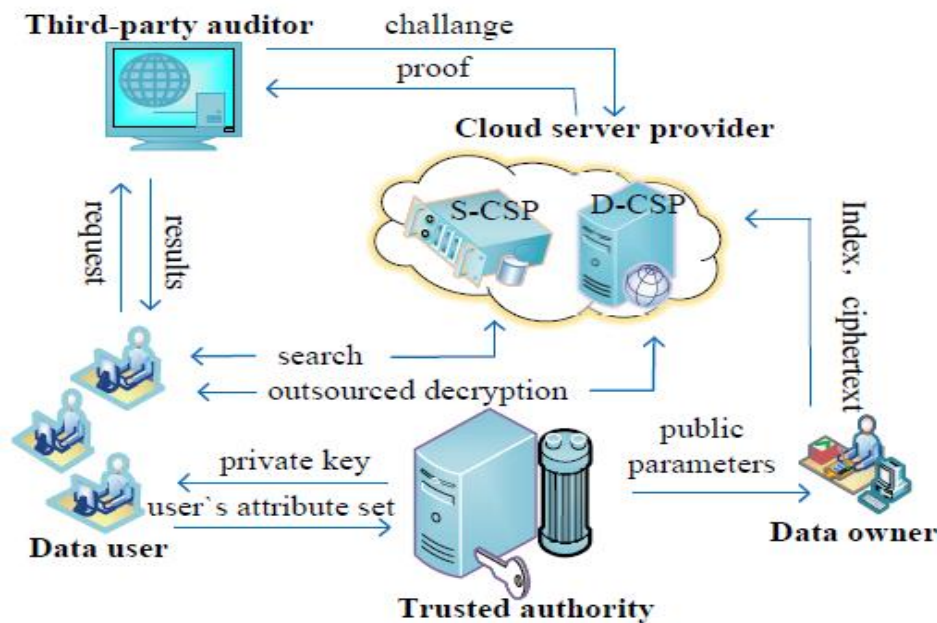 Third-party auditor
challange
proof
Cloud server provider
S-CSP
D-CSP
request
results
Index, ciphertext
search
outsourced decryption
private key
user`s attribute set
public
parameters
Data user
Data owner
Trusted authority